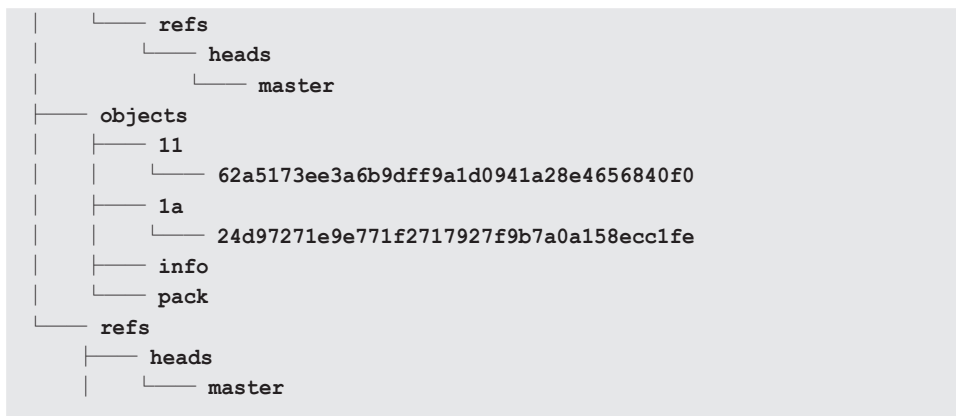 │       └──── refs
│             └──── heads
│                   └──── master
├──── objects
│     ├──── 11
│     │     └──── 62a5173ee3a6b9dff9a1d0941a28e4656840f0
│     ├──── 1a
│     │     └──── 24d97271e9e771f2717927f9b7a0a158ecc1fe
│     ├──── info
│     └──── pack
└──── refs
      ├──── heads
      │     └──── master